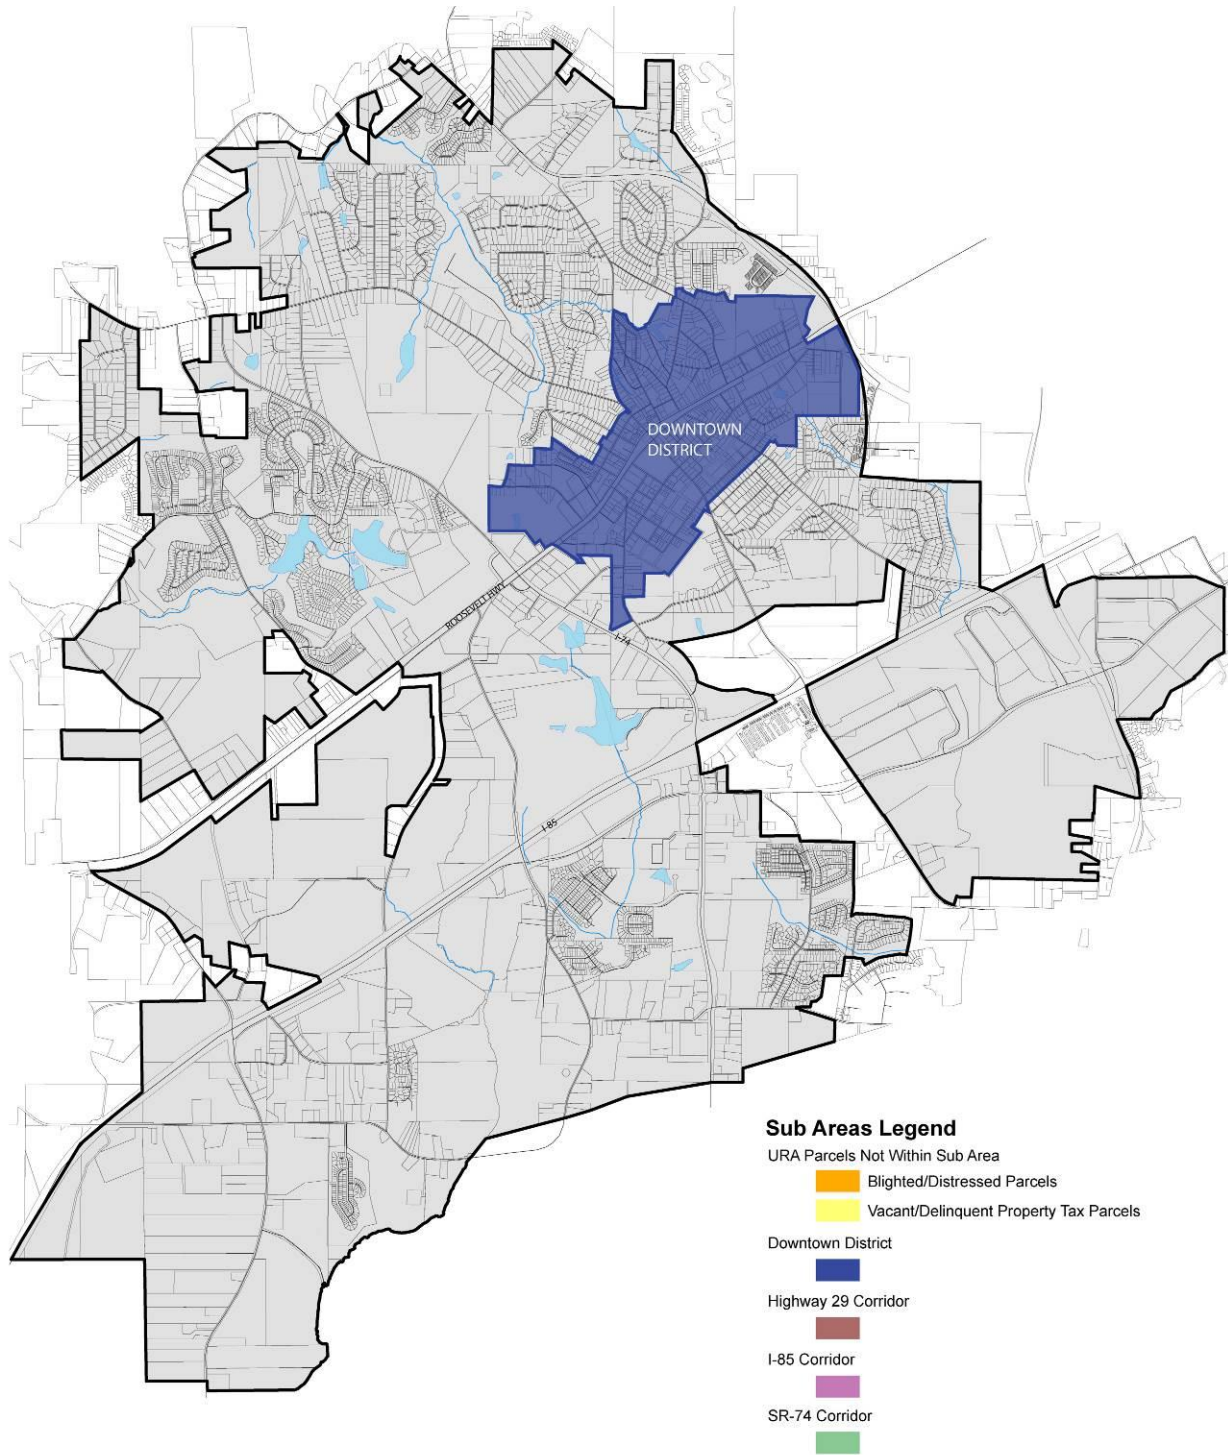 DOWNTOWN
DISTRICT
ROOSEVELT HWY
I-74
I-85
Sub Areas Legend
URA Parcels Not Within Sub Area
Blighted/Distressed Parcels
Vacant/Delinquent Property Tax Parcels
Downtown District
Highway 29 Corridor
I-85 Corridor
SR-74 Corridor